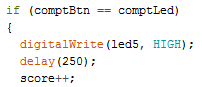 if (comptBtn == comptLed)
{
digitalWrite(led5, HIGH);
delay(250);
score++;